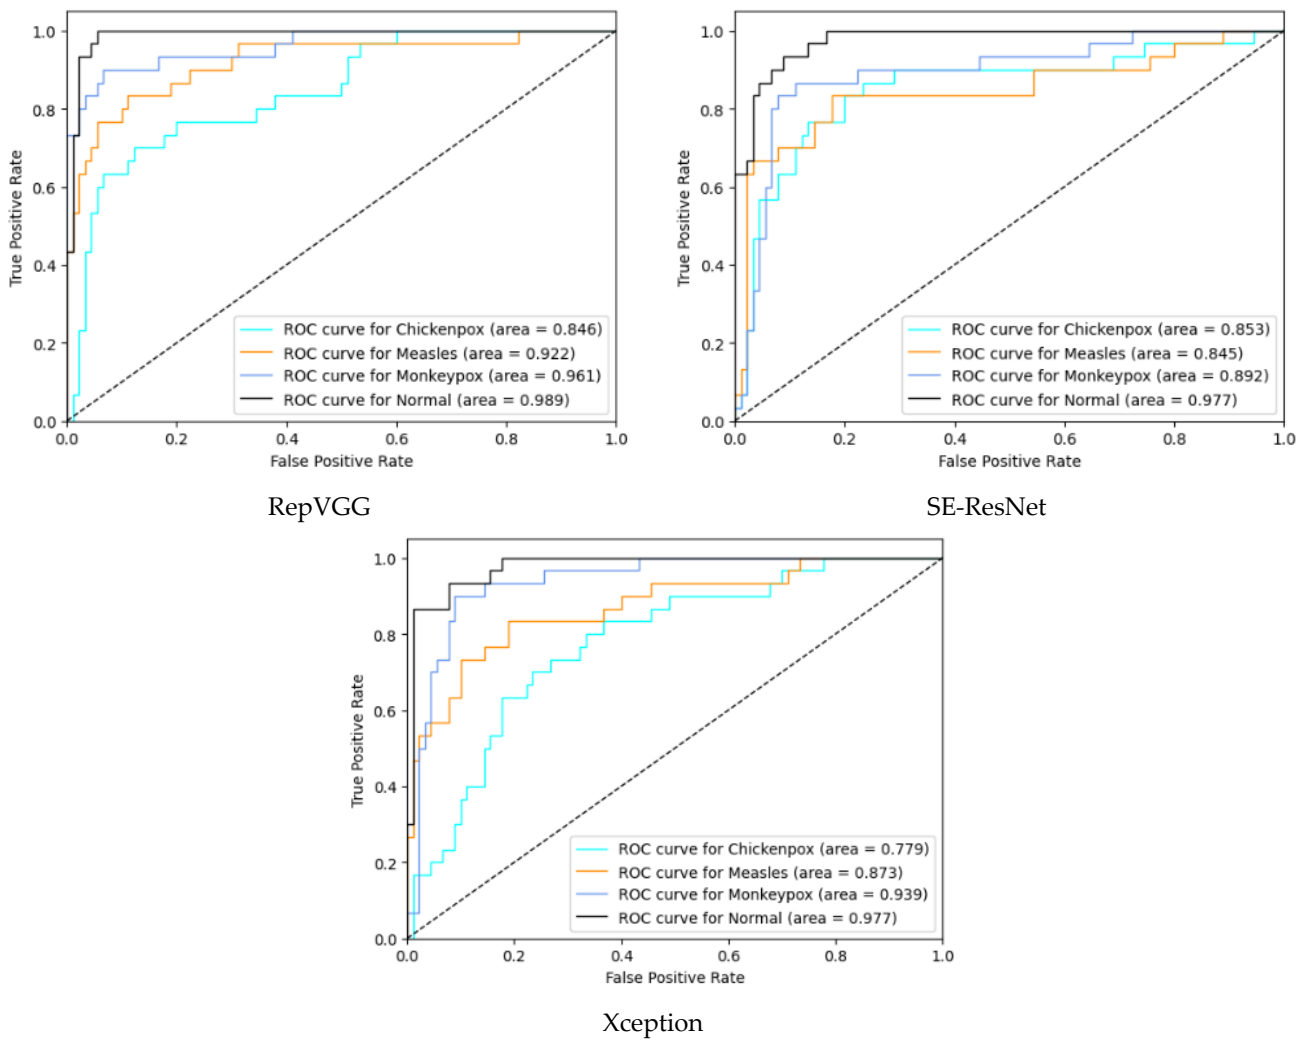 1.0
0.8
0.6
0.4
0.2
0.0
True Positive Rate
ROC curve for Chickenpox (area = 0.846)
ROC curve for Measles (area = 0.922)
ROC curve for Monkeypox (area = 0.961)
ROC curve for Normal (area = 0.989)
0.0 0.2 0.4 0.6 0.8 1.0
False Positive Rate
RepVGG
1.0
0.8
0.6
0.4
0.2
0.0
True Positive Rate
ROC curve for Chickenpox (area = 0.853)
ROC curve for Measles (area = 0.845)
ROC curve for Monkeypox (area = 0.892)
ROC curve for Normal (area = 0.977)
0.0 0.2 0.4 0.6 0.8 1.0
False Positive Rate
SE-ResNet
1.0
0.8
0.6
0.4
0.2
0.0
True Positive Rate
ROC curve for Chickenpox (area = 0.779)
ROC curve for Measles (area = 0.873)
ROC curve for Monkeypox (area = 0.939)
ROC curve for Normal (area = 0.977)
0.0 0.2 0.4 0.6 0.8 1.0
False Positive Rate
Xception